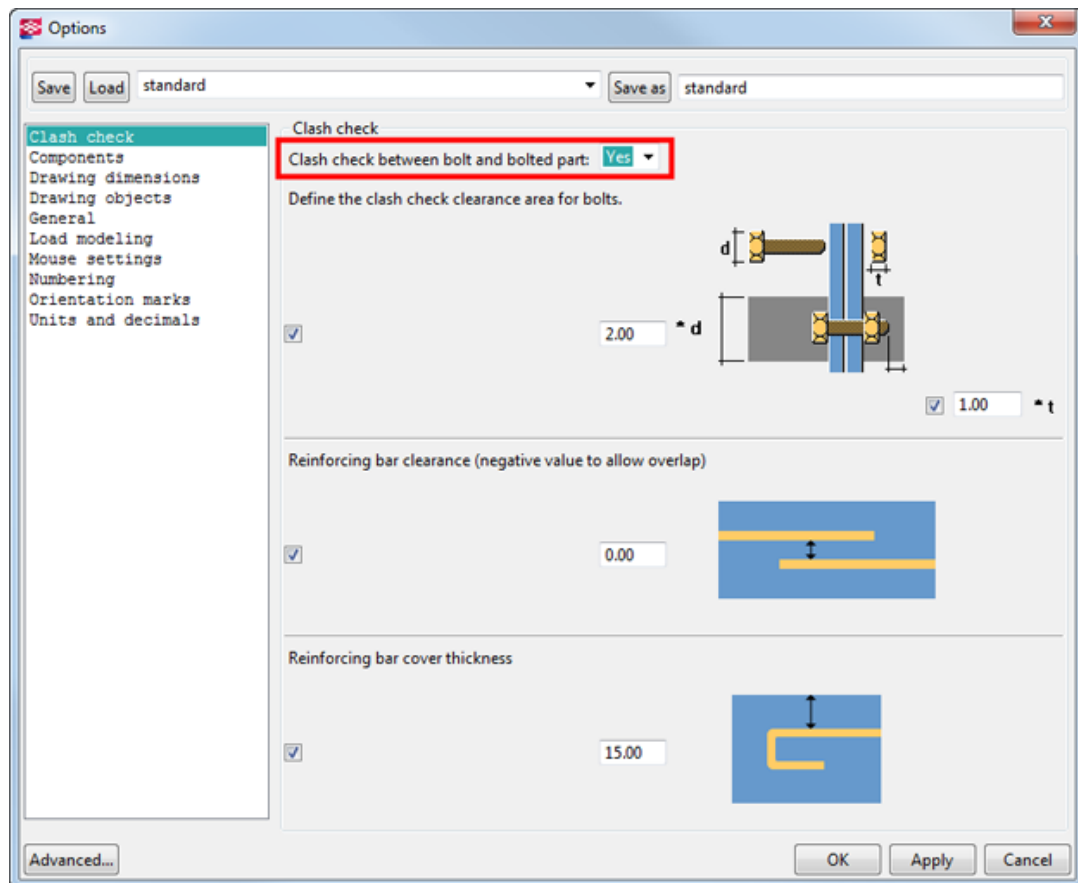 Options
Save Load standard Save as standard
Clash check
Components
Drawing dimensions
Drawing objects
General
Load modeling
Mouse settings
Numbering
Orientation marks
Units and decimals
Clash check
Clash check between bolt and bolted part: Yes
Define the clash check clearance area for bolts.
d
t
2.00 * d
1.00 * t
Reinforcing bar clearance (negative value to allow overlap)
0.00
Reinforcing bar cover thickness
15.00
Advanced... OK Apply Cancel